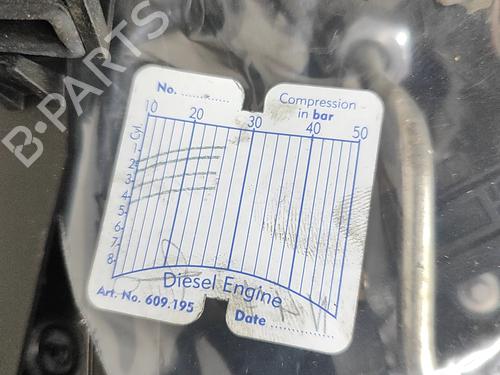 No. ..............
Compression
in bar
10 20 30 40 50
Cyl.
1
2
3
4
5
6
7
8
Diesel Engine
Art. No. 609.195
Date ..................
B-PARTS